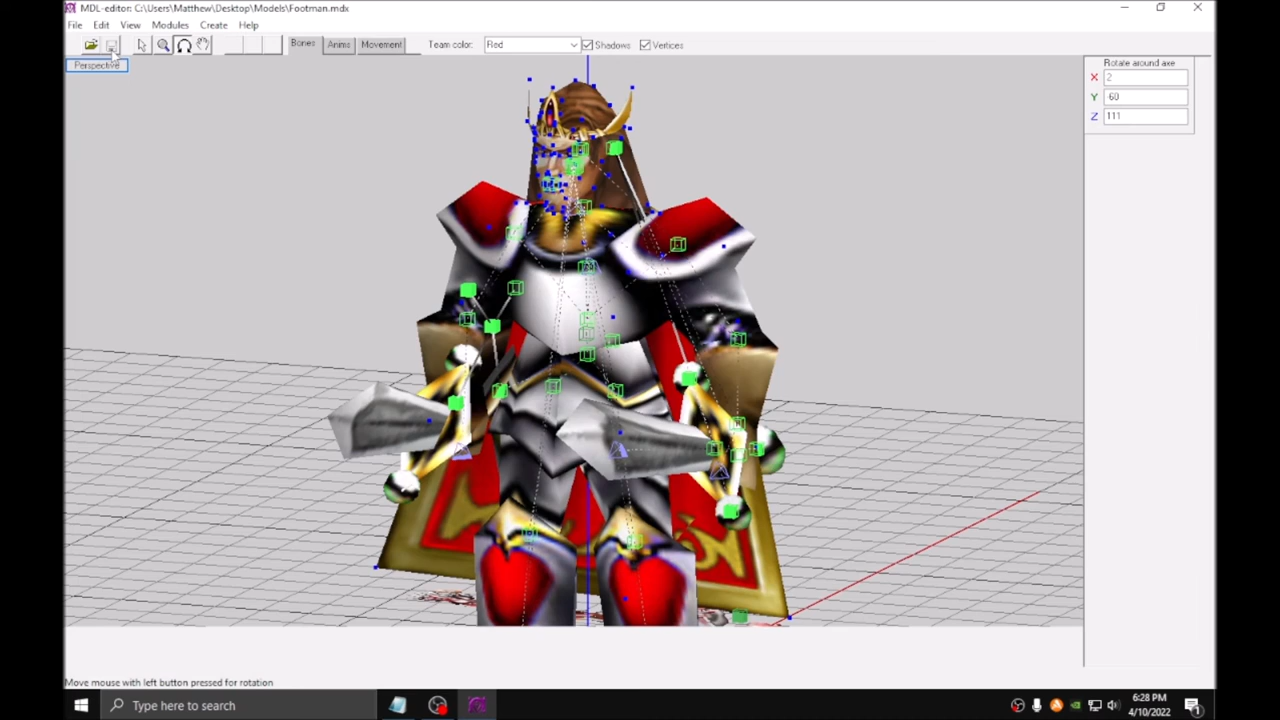 MDL-editor: C:\Users\Matthew\Desktop\Models\Footman.mdx
File Edit View Modules Create Help
Bones Anims Movement Team color: Red Shadows Vertices
Perspective
Rotate around axe
X 2
Y -60
Z 111
Move mouse with left button pressed for rotation
Type here to search
6:28 PM
4/10/2022
1